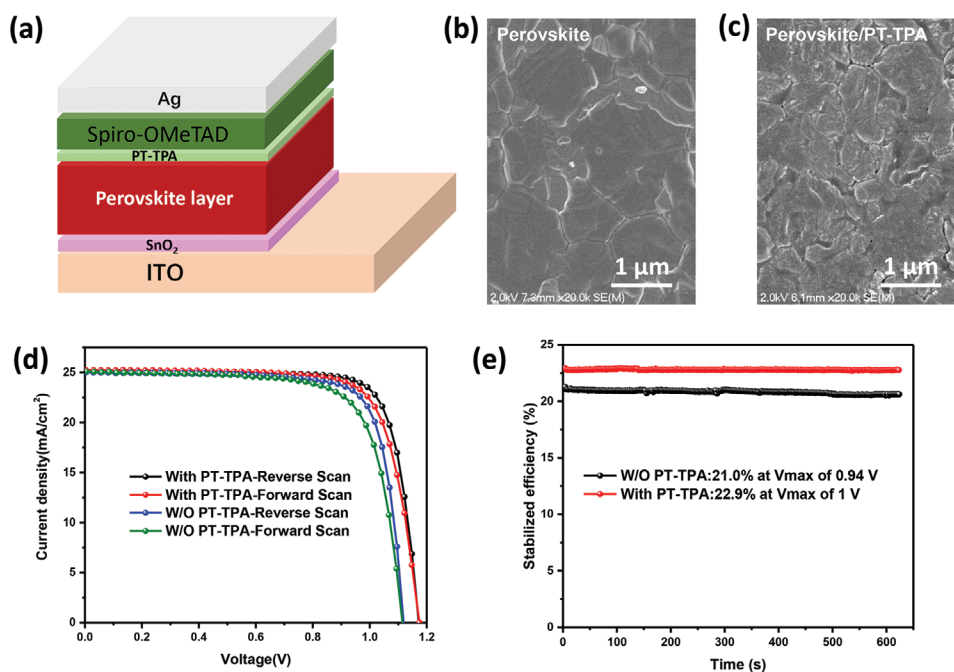 (a)
Ag
Spiro-OMeTAD
PT-TPA
Perovskite layer
SnO₂
ITO
(b)
Perovskite
1 μm
2.0kV 7.3mm x20.0k SE(M)
(c)
Perovskite/PT-TPA
1 μm
2.0kV 6.1mm x20.0k SE(M)
(d)
Current density(mA/cm²)
25
20
15
10
5
0
With PT-TPA-Reverse Scan
With PT-TPA-Forward Scan
W/O PT-TPA-Reverse Scan
W/O PT-TPA-Forward Scan
0.0 0.2 0.4 0.6 0.8 1.0 1.2
Voltage(V)
(e)
Stabilized efficiency (%)
25
20
15
10
5
0
W/O PT-TPA:21.0% at Vmax of 0.94 V
With PT-TPA:22.9% at Vmax of 1 V
0 100 200 300 400 500 600
Time (s)